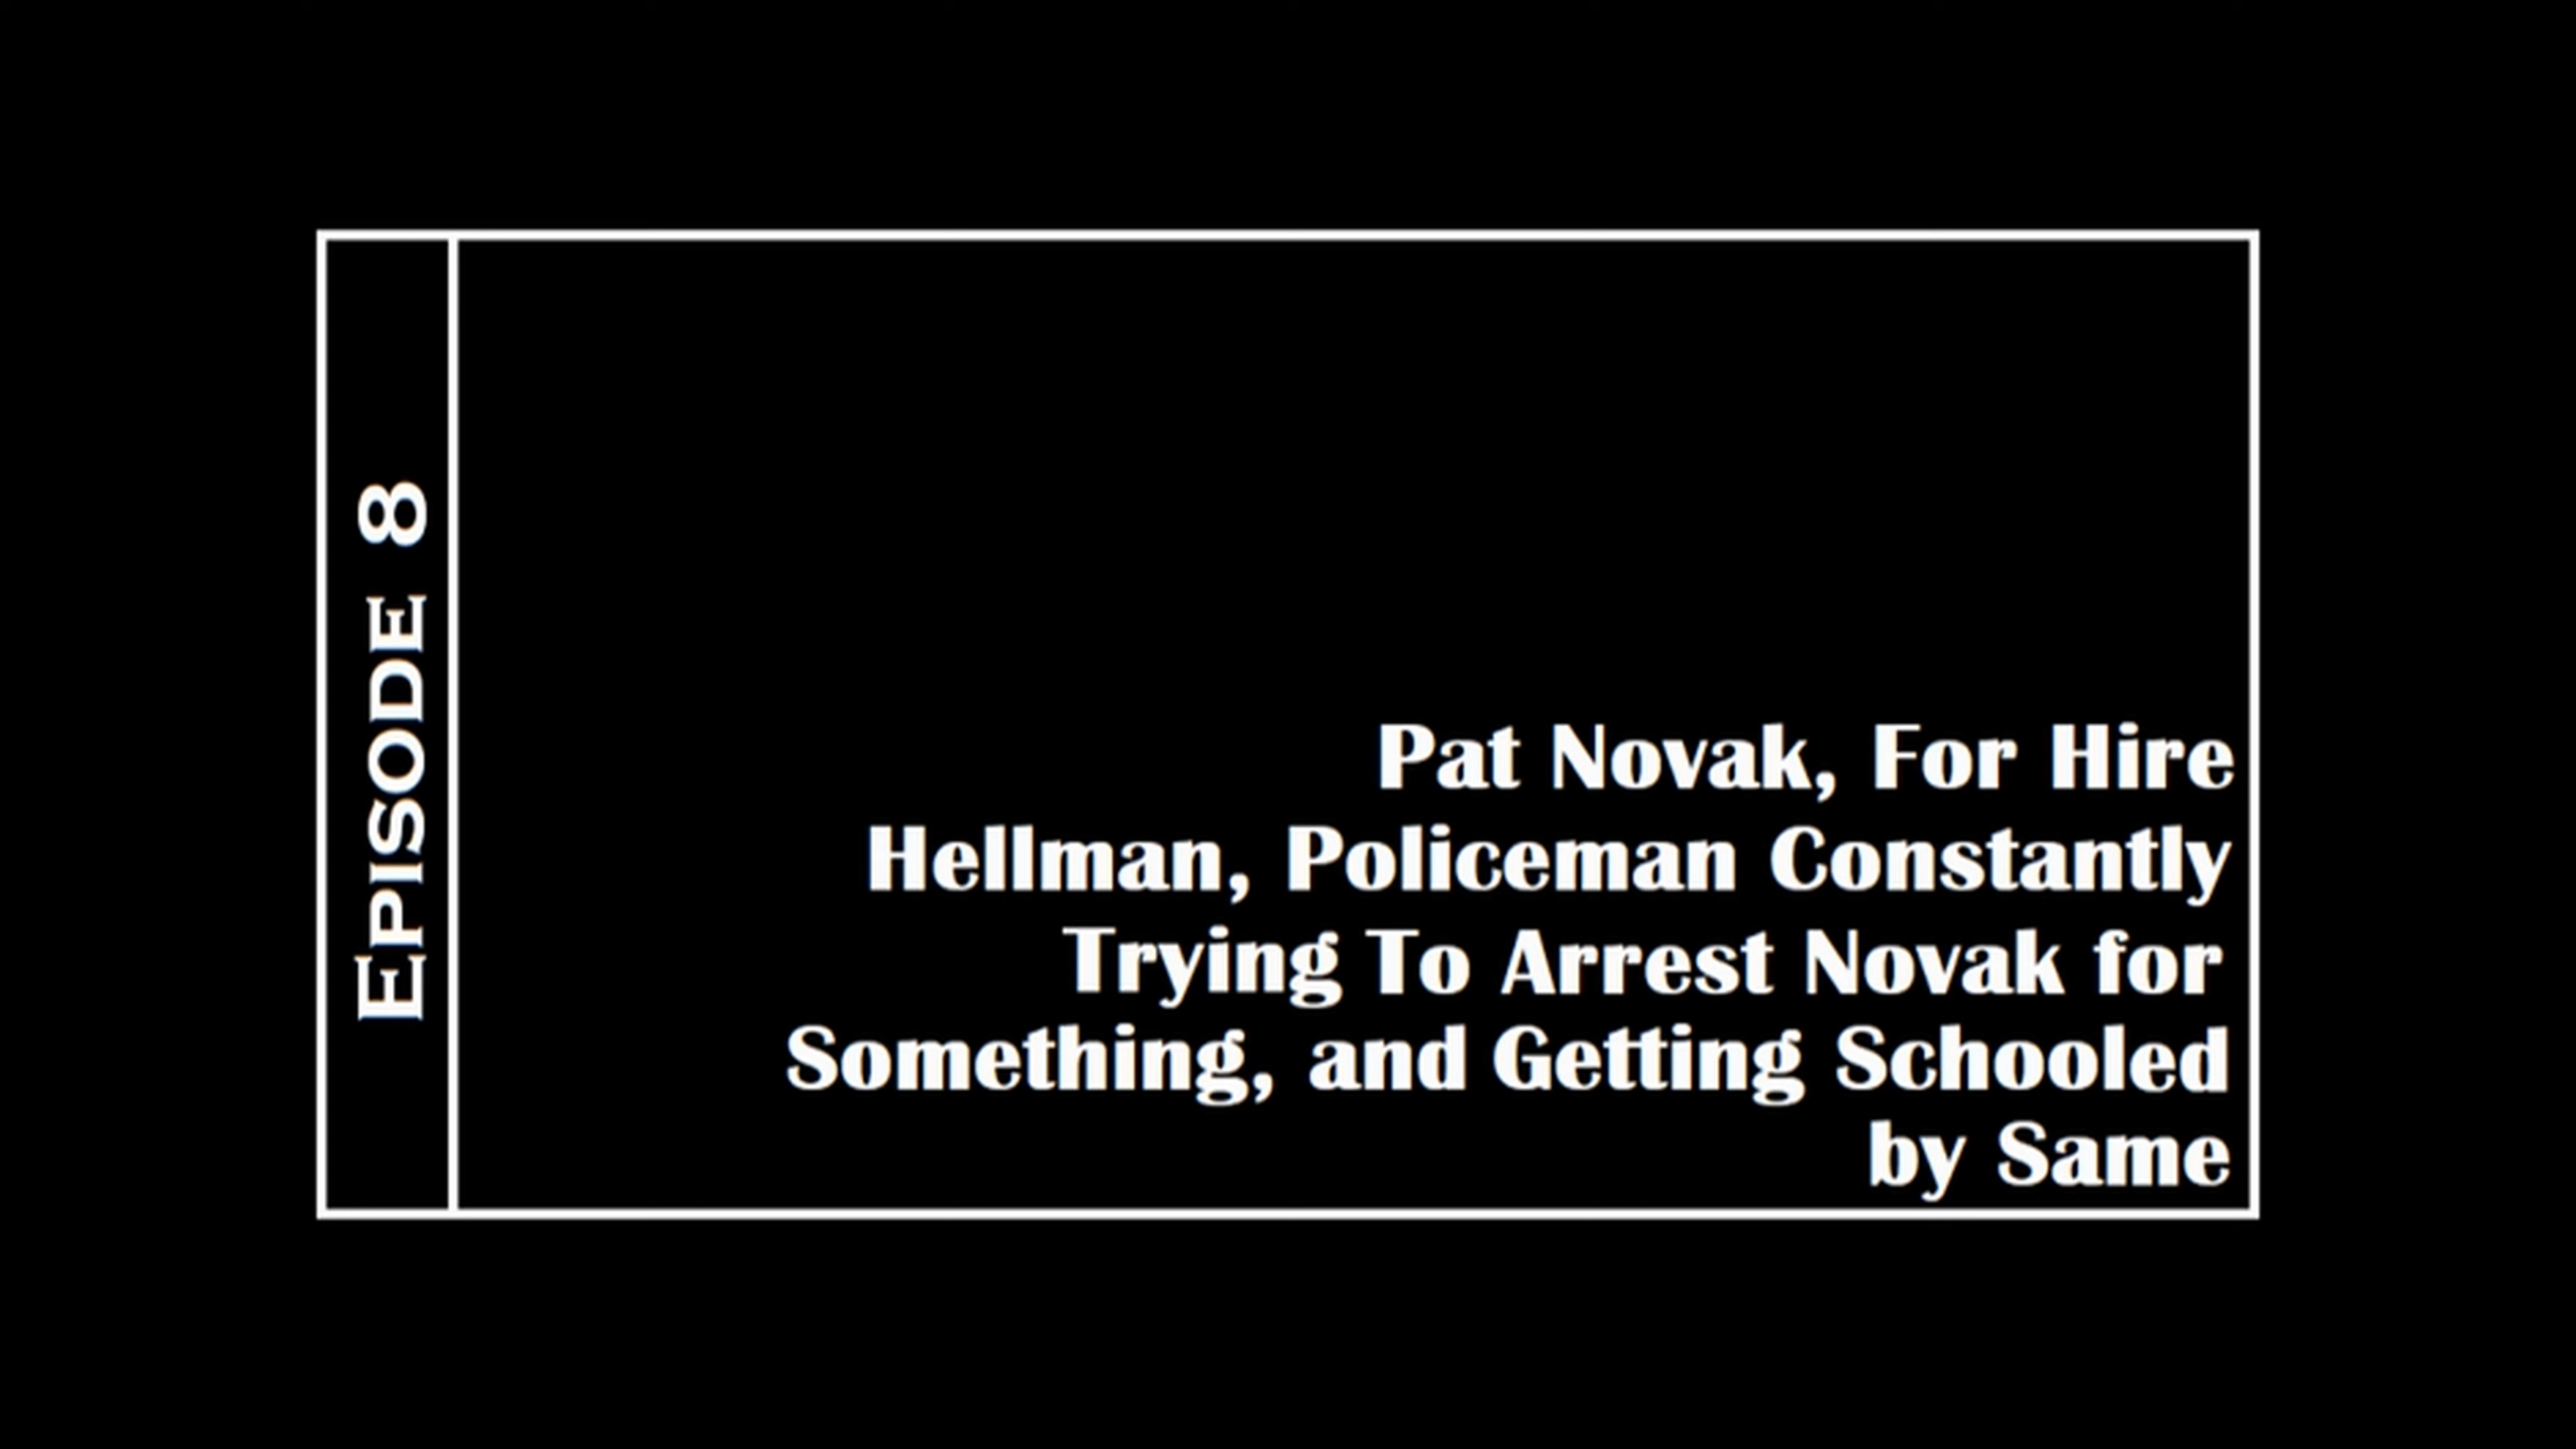 Episode 8
Pat Novak, For Hire
Hellman, Policeman Constantly
Trying To Arrest Novak for
Something, and Getting Schooled
by Same